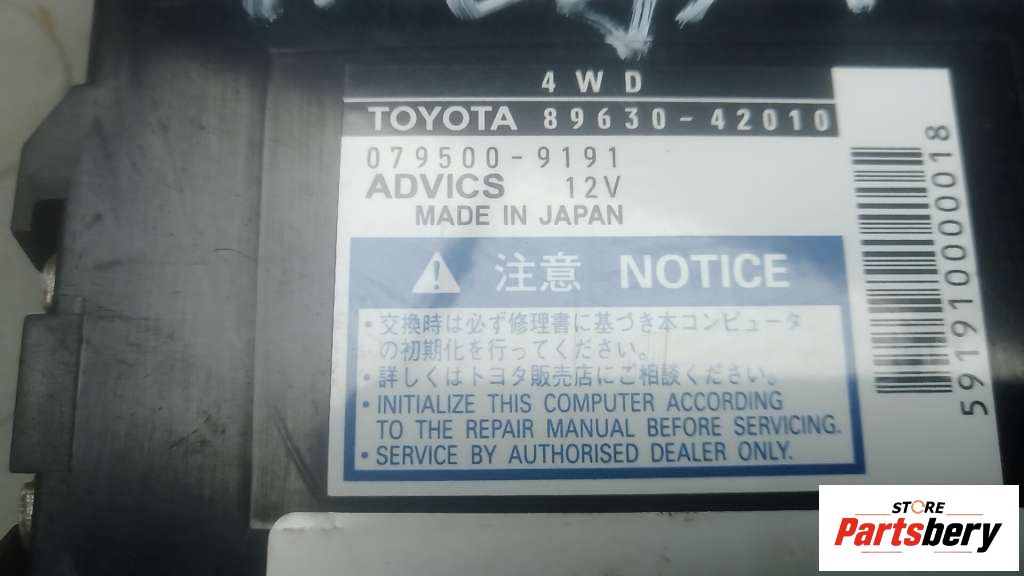 4WD
TOYOTA 89630-42010
079500-9191
ADVICS 12V
MADE IN JAPAN
注意 NOTICE
・交換時は必ず修理書に基づき本コンピュータ
の初期化を行ってください。
・詳しくはトヨタ販売店にご相談ください。
・INITIALIZE THIS COMPUTER ACCORDING
TO THE REPAIR MANUAL BEFORE SERVICING.
・SERVICE BY AUTHORISED DEALER ONLY.
591910000018
STORE
Partsbery